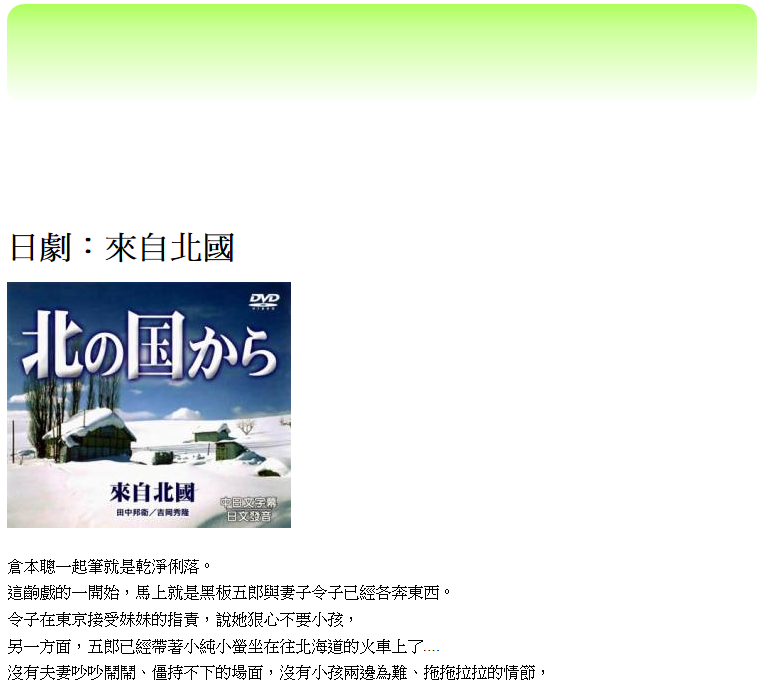 日劇：來自北國
DVD
VIDEO
北の国から
來自北國
田中邦衛／吉岡秀隆
中日文字幕
日文發音
倉本聰一起筆就是乾淨俐落。
這齣戲的一開始，馬上就是黑板五郎與妻子令子已經各奔東西。
令子在東京接受妹妹的指責，說她狠心不要小孩，
另一方面，五郎已經帶著小純小螢坐在往北海道的火車上了....
沒有夫妻吵吵鬧鬧、僵持不下的場面，沒有小孩兩邊為難、拖拖拉拉的情節，